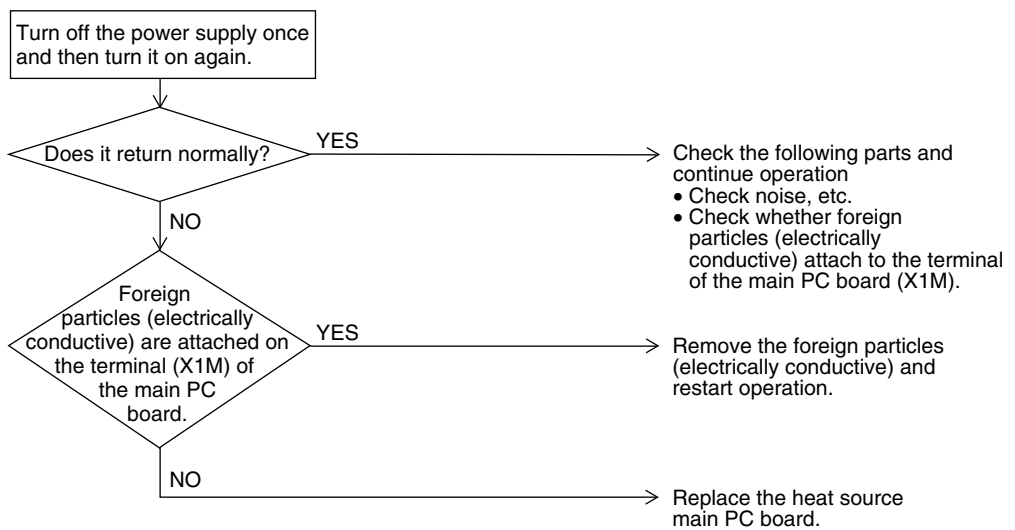 Turn off the power supply once
and then turn it on again.
Does it return normally?
YES
Check the following parts and
continue operation
• Check noise, etc.
• Check whether foreign
particles (electrically
conductive) attach to the terminal
of the main PC board (X1M).
NO
Foreign
particles (electrically
conductive) are attached on
the terminal (X1M) of
the main PC
board.
YES
Remove the foreign particles
(electrically conductive) and
restart operation.
NO
Replace the heat source
main PC board.